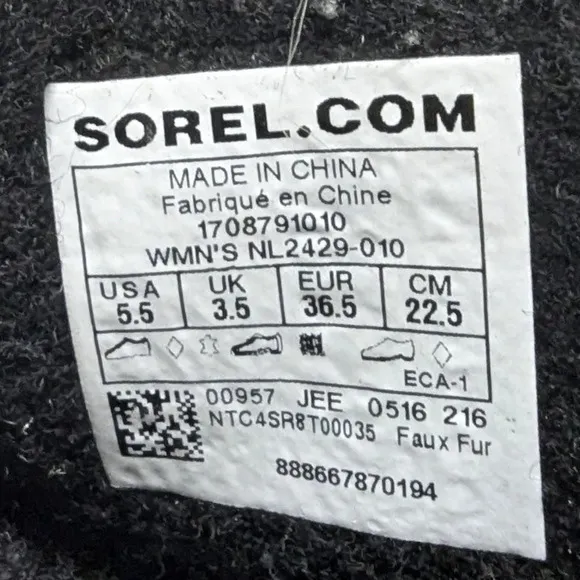 SOREL.COM
MADE IN CHINA
Fabriqué en Chine
1708791010
WMN'S NL2429-010
USA UK EUR CM
5.5 3.5 36.5 22.5
ECA-1
00957 JEE 0516 216
NTC4SR8T00035 Faux Fur
888667870194